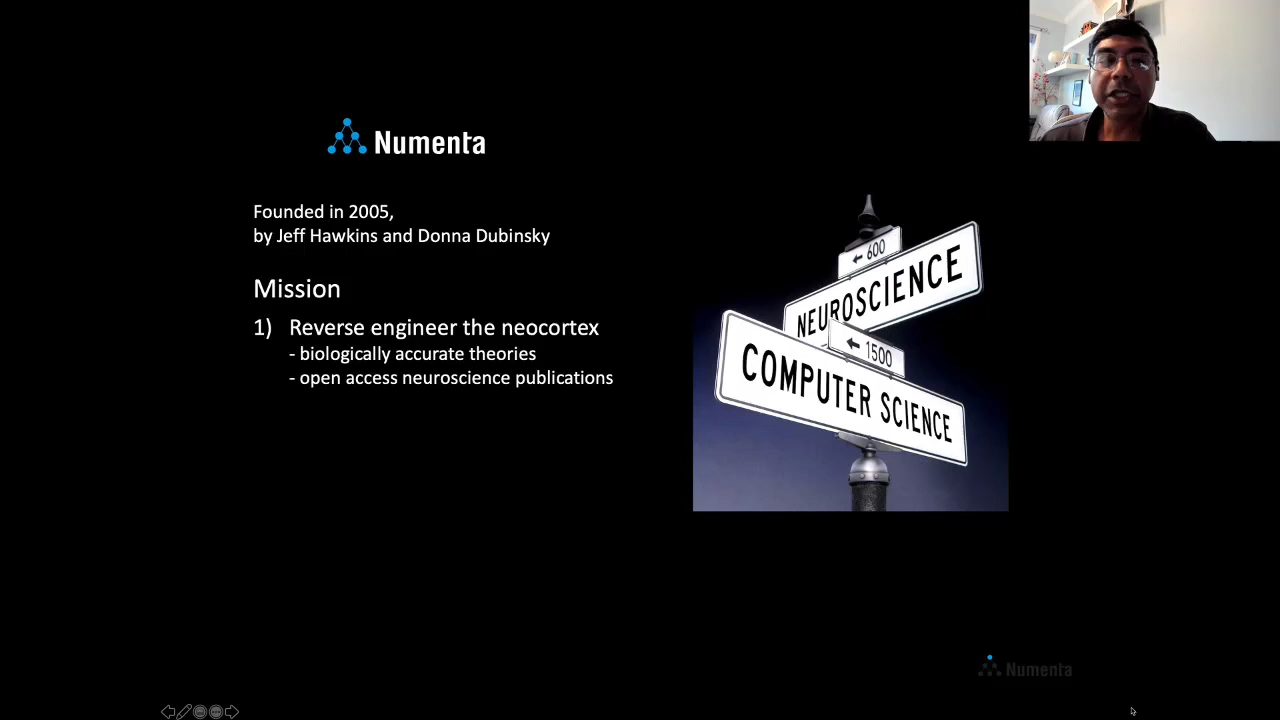 Numenta
Founded in 2005,
by Jeff Hawkins and Donna Dubinsky
Mission
1) Reverse engineer the neocortex
- biologically accurate theories
- open access neuroscience publications
← 600
NEUROSCIENCE
← 1500
COMPUTER SCIENCE
Numenta